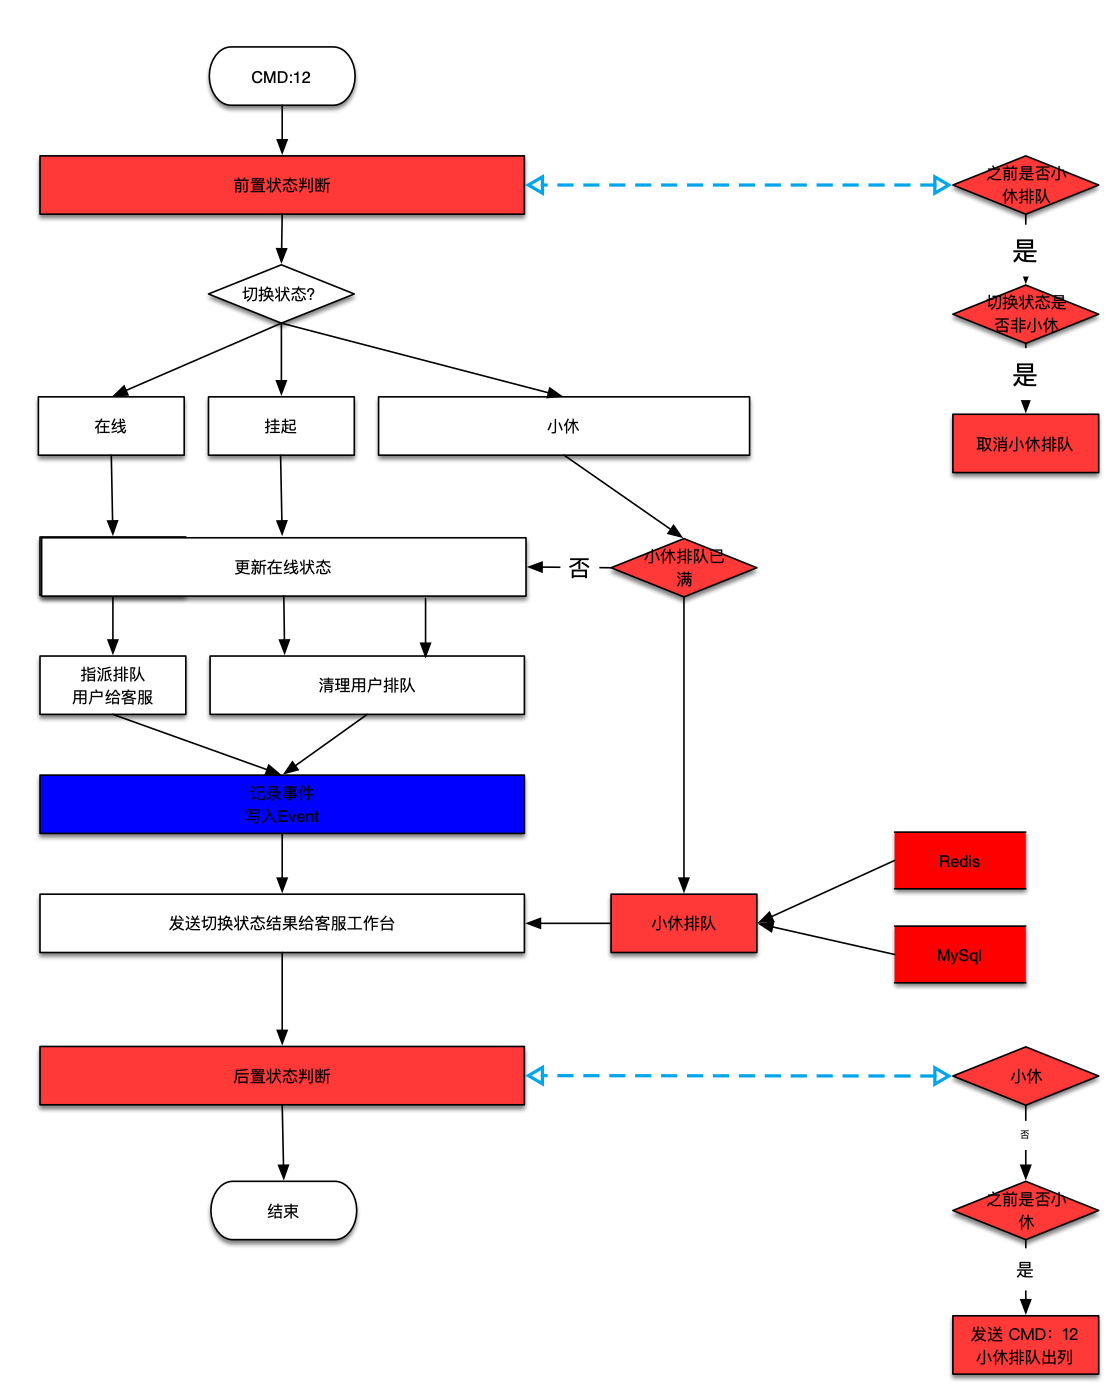 CMD:12
前置状态判断
之前是否小
休排队
是
切换状态?
切换状态是
否非小休
是
取消小休排队
在线
挂起
小休
更新在线状态
否
小休排队已
满
指派排队
用户给客服
清理用户排队
记录事件
写入Event
Redis
发送切换状态结果给客服工作台
小休排队
MySql
后置状态判断
小休
否
之前是否小
休
是
结束
发送 CMD：12
小休排队出列